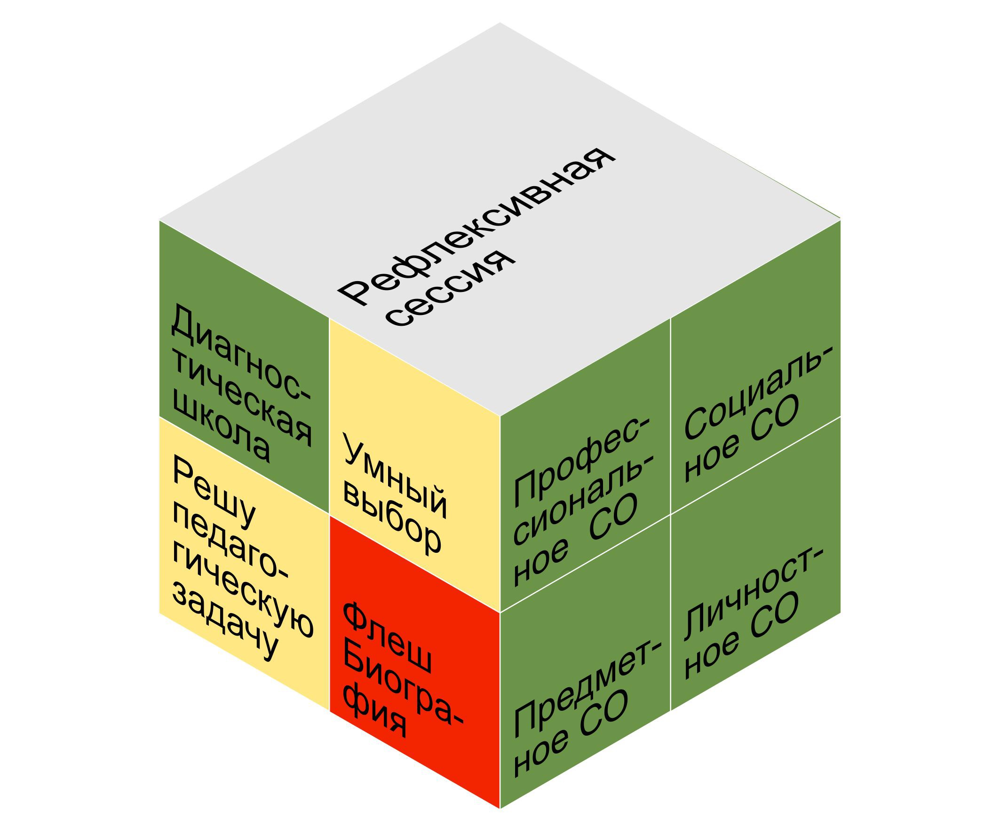 Рефлексивная
сессия
Диагнос-
тическая
школа
Умный
выбор
Решу
педаго-
гическую
задачу
Флеш
Биогра-
фия
Профес-
сиональ-
ное СО
Социаль-
ное СО
Предмет-
ное СО
Личност-
ное СО